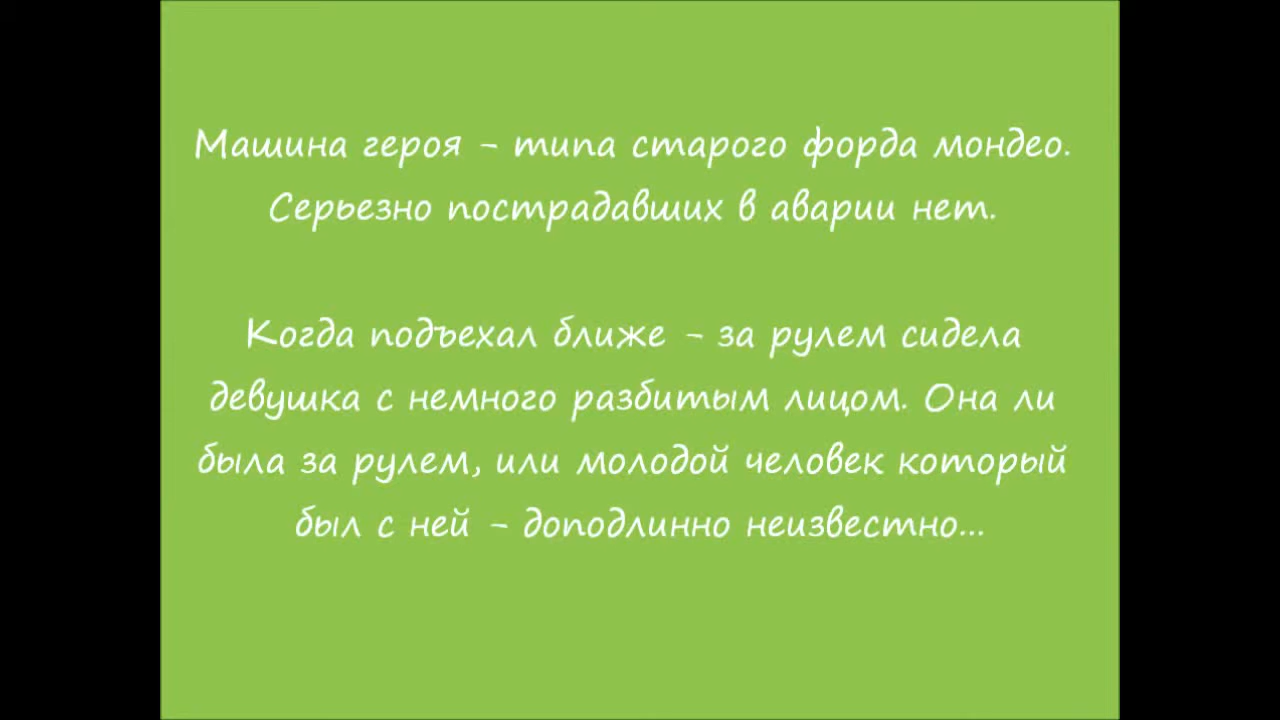 Машина героя - типа старого форда мондео.
Серьезно пострадавших в аварии нет.
Когда подъехал ближе - за рулем сидела
девушка с немного разбитым лицом. Она ли
была за рулем, или молодой человек который
был с ней - доподлинно неизвестно...